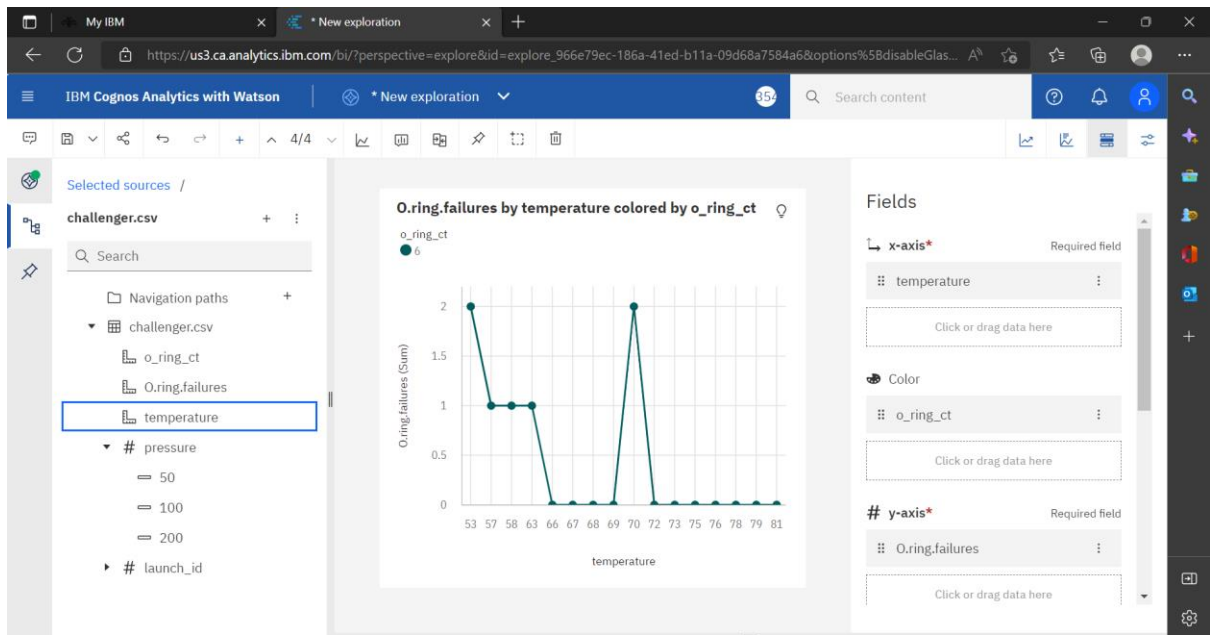 My IBM
* New exploration
https://us3.ca.analytics.ibm.com/bi/?perspective=explore&id=explore_966e79ec-186a-41ed-b11a-09d68a7584a6&options%5BdisableGlas...
IBM Cognos Analytics with Watson
* New exploration
354
Search content
4/4
Selected sources /
challenger.csv
Search
Navigation paths
challenger.csv
o_ring_ct
O.ring.failures
temperature
# pressure
50
100
200
# launch_id
O.ring.failures by temperature colored by o_ring_ct
o_ring_ct
6
O.ring.failures (Sum)
2
1.5
1
0.5
0
53 57 58 63 66 67 68 69 70 72 73 75 76 78 79 81
temperature
Fields
x-axis* Required field
temperature
Click or drag data here
Color
o_ring_ct
Click or drag data here
# y-axis* Required field
O.ring.failures
Click or drag data here